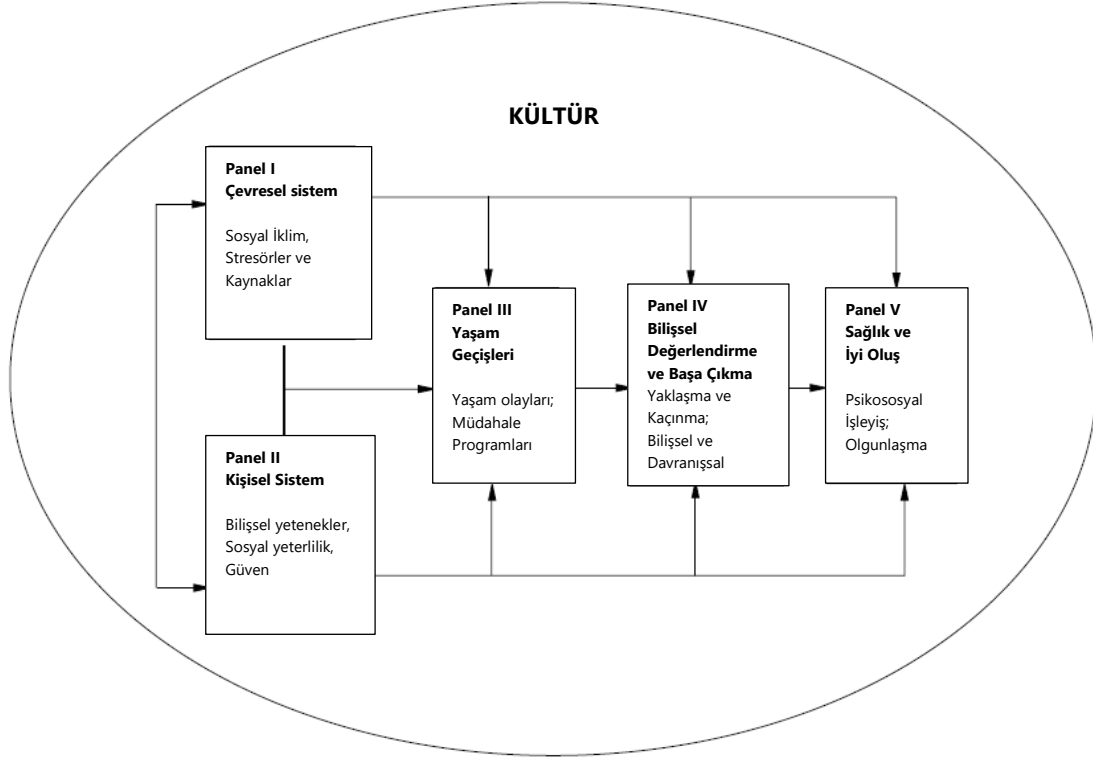 KÜLTÜR
Panel I
Çevresel sistem
Sosyal İklim,
Stresörler ve
Kaynaklar
Panel II
Kişisel Sistem
Bilişsel yetenekler,
Sosyal yeterlilik,
Güven
Panel III
Yaşam
Geçişleri
Yaşam olayları;
Müdahale
Programları
Panel IV
Bilişsel
Değerlendirme
ve Başa Çıkma
Yaklaşma ve
Kaçınma;
Bilişsel ve
Davranışsal
Panel V
Sağlık ve
İyi Oluş
Psikososyal
İşleyiş;
Olgunlaşma